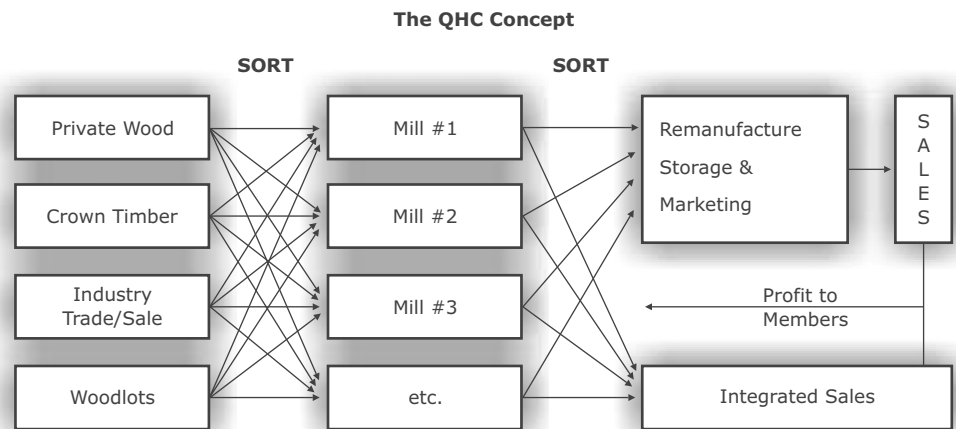 The QHC Concept
SORT
SORT
Private Wood
Crown Timber
Industry
Trade/Sale
Woodlots
Mill #1
Mill #2
Mill #3
etc.
Remanufacture
Storage &
Marketing
S
A
L
E
S
Profit to
Members
Integrated Sales